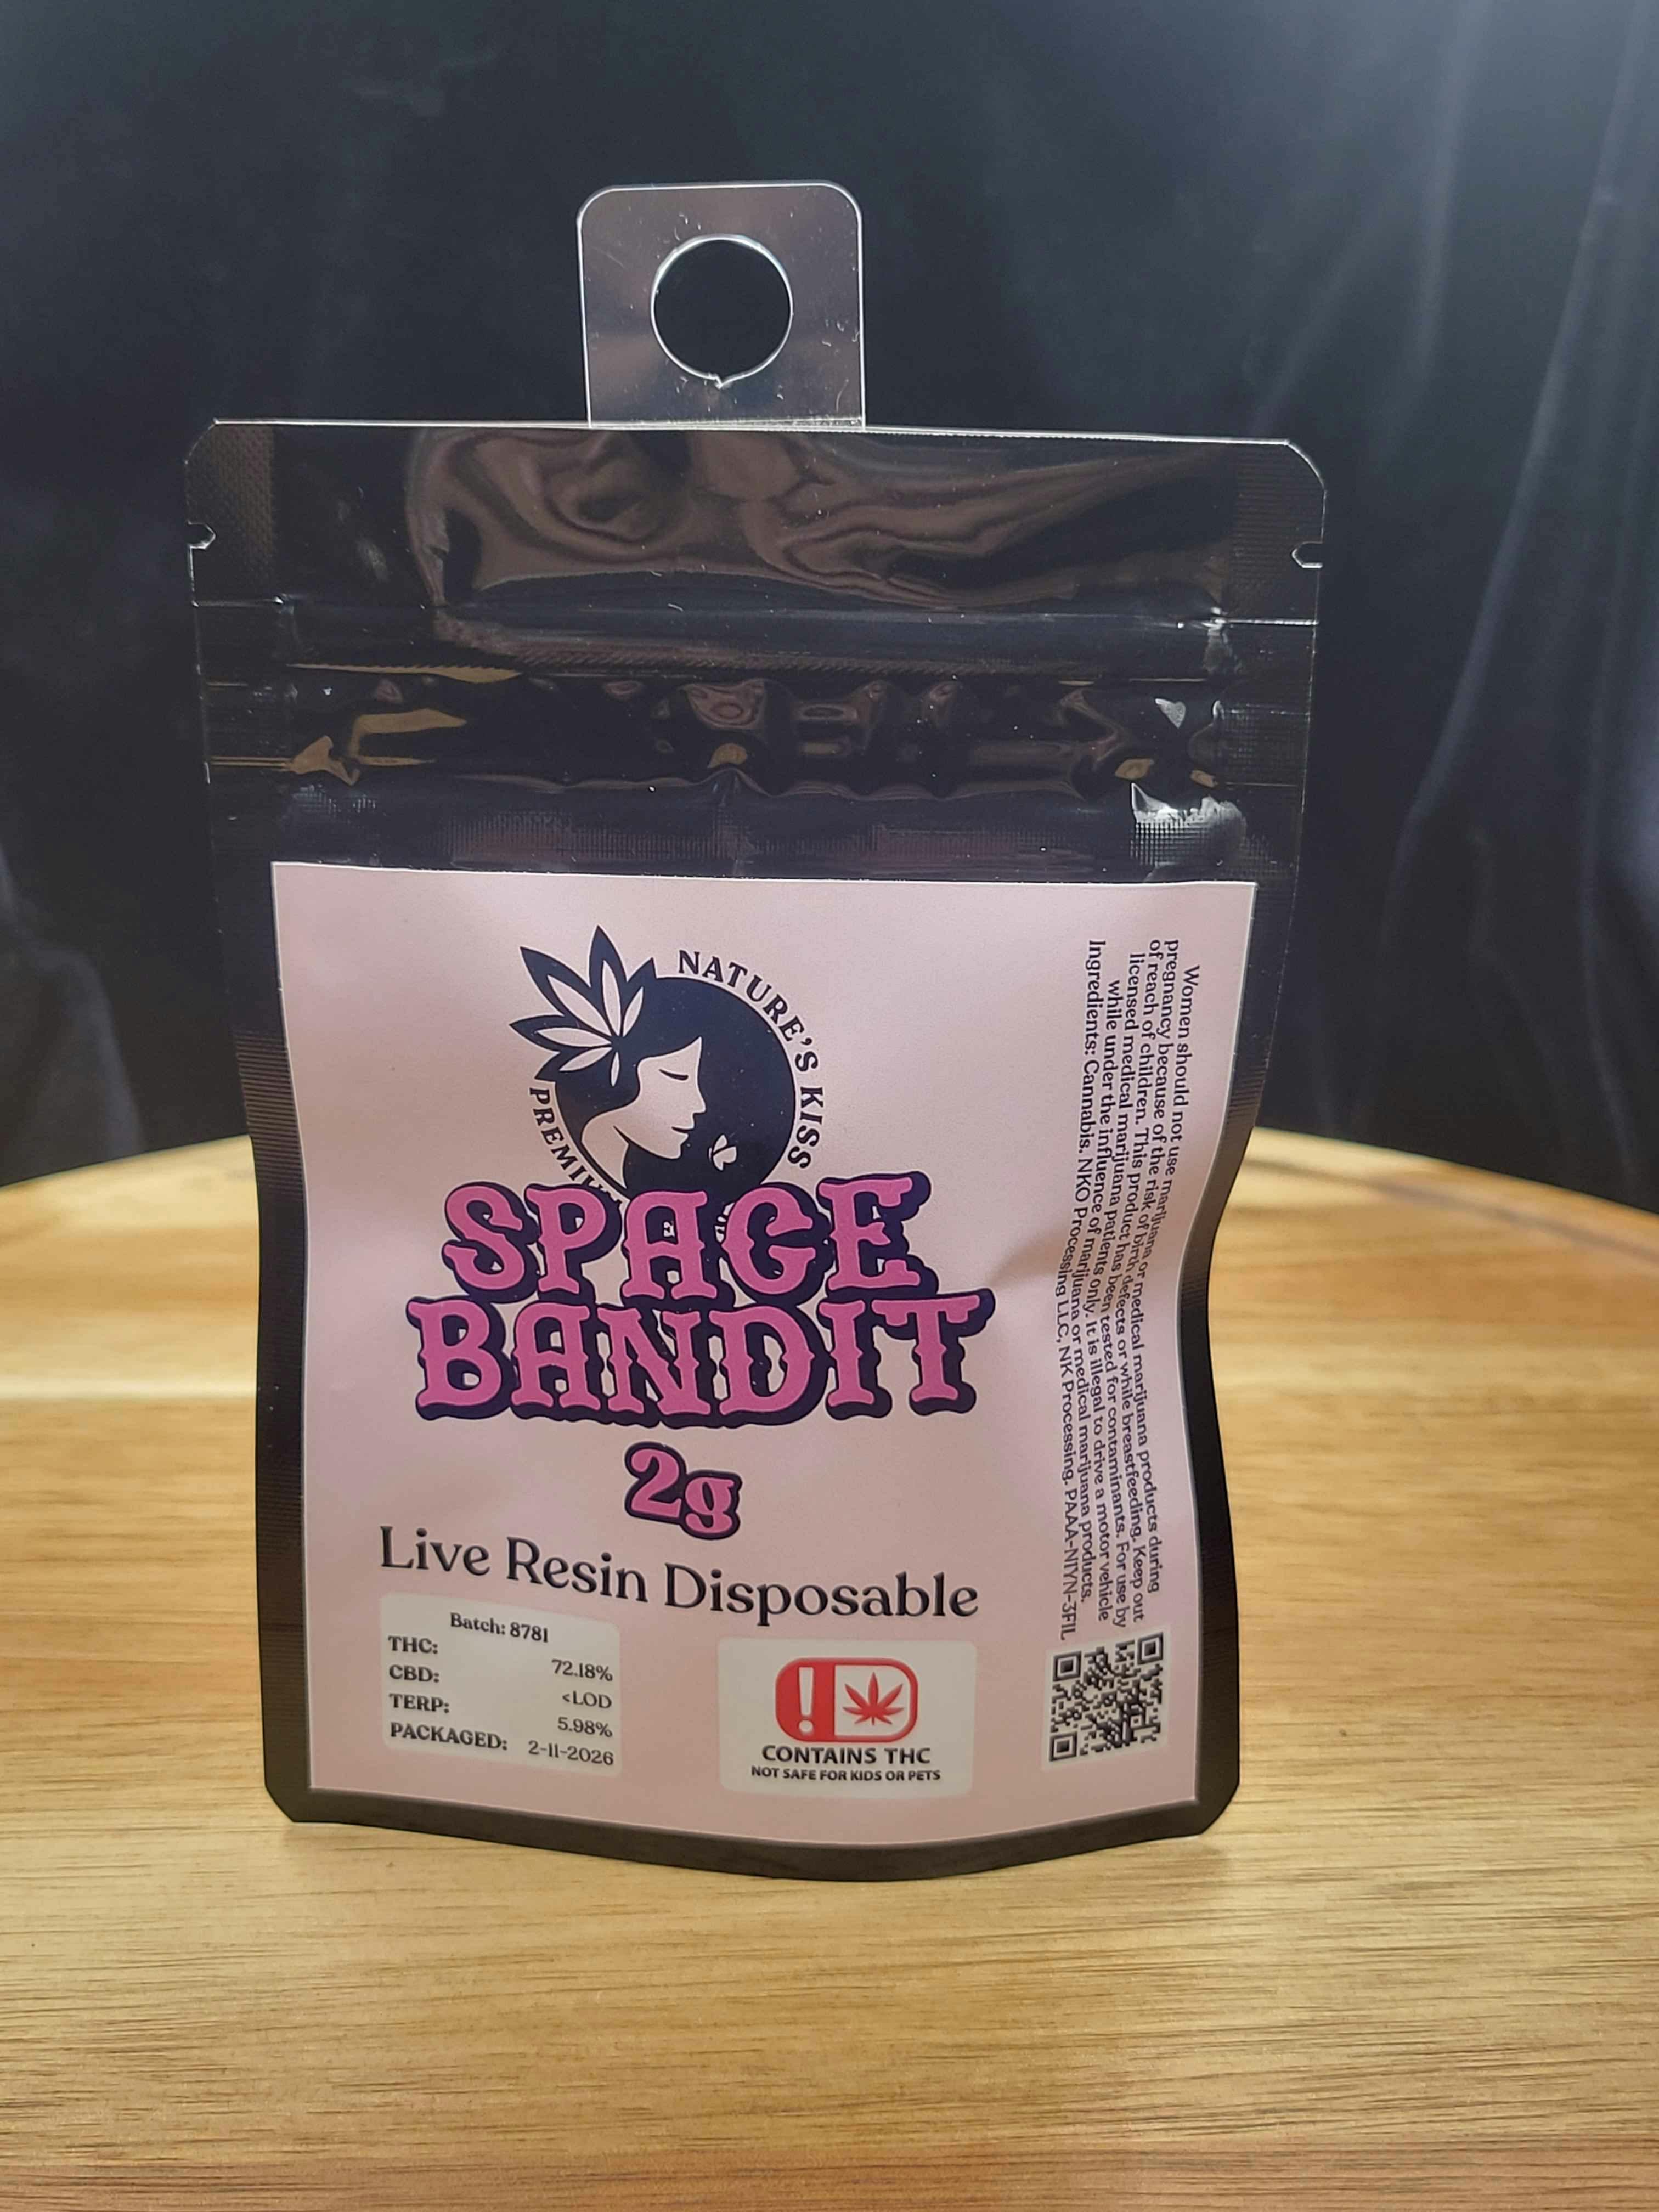 NATURE'S KISS
SPACE
BANDIT
2g
Live Resin Disposable
Batch: 8781
THC: 72.18%
CBD: <LOD
TERP: 5.98%
PACKAGED: 2-11-2026
CONTAINS THC
NOT SAFE FOR KIDS OR PETS
Women should not use marijuana or medical marijuana products during
pregnancy because of the risk of birth defects or while breastfeeding. Keep out
of reach of children. This product has been tested for contaminants. For use by
licensed medical marijuana patients only. It is illegal to drive a motor vehicle
while under the influence of marijuana or medical marijuana products.
Ingredients: Cannabis. NKO Processing LLC, NK Processing. PAAA-N1YN-3F1L